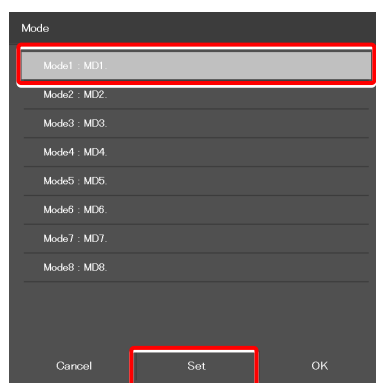 Mode
Mode1 : MD1.
Mode2 : MD2.
Mode3 : MD3.
Mode4 : MD4.
Mode5 : MD5.
Mode6 : MD6.
Mode7 : MD7.
Mode8 : MD8.
Cancel Set OK